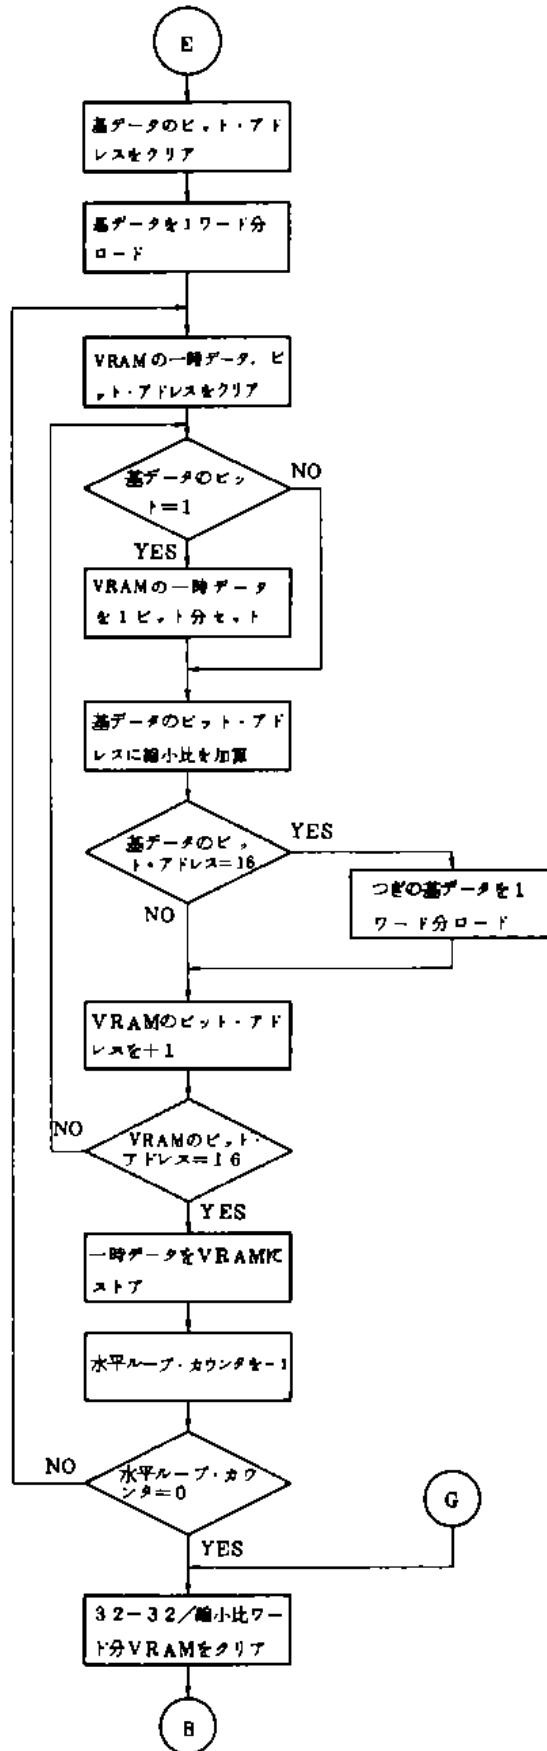 E
基データのビット・アド
レスをクリア
基データを1ワード分
ロード
VRAMの一時データ、ビ
ット・アドレスをクリア
基データのビッ
ト=1
NO
YES
VRAMの一時データ
を1ビット分セット
基データのビット・アド
レスに縮小比を加算
基データのビッ
ト・アドレス=16
YES
NO
つぎの基データを1
ワード分ロード
VRAMのビット・アド
レスを+1
VRAMのビット・
アドレス=16
NO
YES
一時データをVRAMに
ストア
水平ループ・カウンタを-1
水平ループ・カウ
ンタ=0
NO
YES
G
32-32/縮小比ワー
ド分VRAMをクリア
B